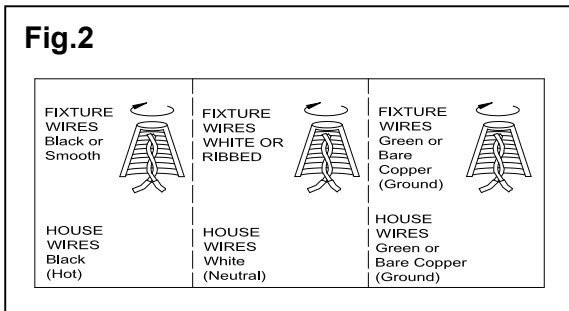 Fig.2
FIXTURE
WIRES
Black or
Smooth
HOUSE
WIRES
Black
(Hot)
FIXTURE
WIRES
WHITE OR
RIBBED
HOUSE
WIRES
White
(Neutral)
FIXTURE
WIRES
Green or
Bare
Copper
(Ground)
HOUSE
WIRES
Green or
Bare Copper
(Ground)